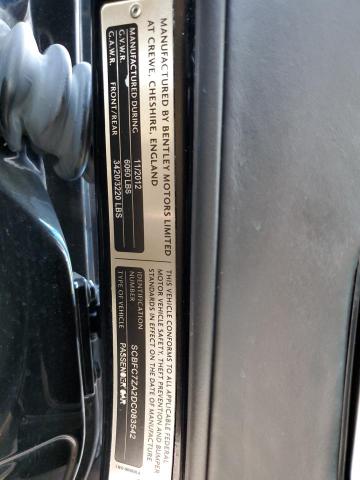 MANUFACTURED BY BENTLEY MOTORS LIMITED
AT CREWE, CHESHIRE, ENGLAND
MANUFACTURED DURING 11/2012
G.V.W.R. 6060 LBS
G.A.W.R. FRONT/REAR 3420/3220 LBS
THIS VEHICLE CONFORMS TO ALL APPLICABLE FEDERAL
MOTOR VEHICLE SAFETY, THEFT PREVENTION AND BUMPER
STANDARDS IN EFFECT ON THE DATE OF MANUFACTURE
IDENTIFICATION
NUMBER SCBFC7ZA2DC083542
TYPE OF VEHICLE PASSENGER CAR